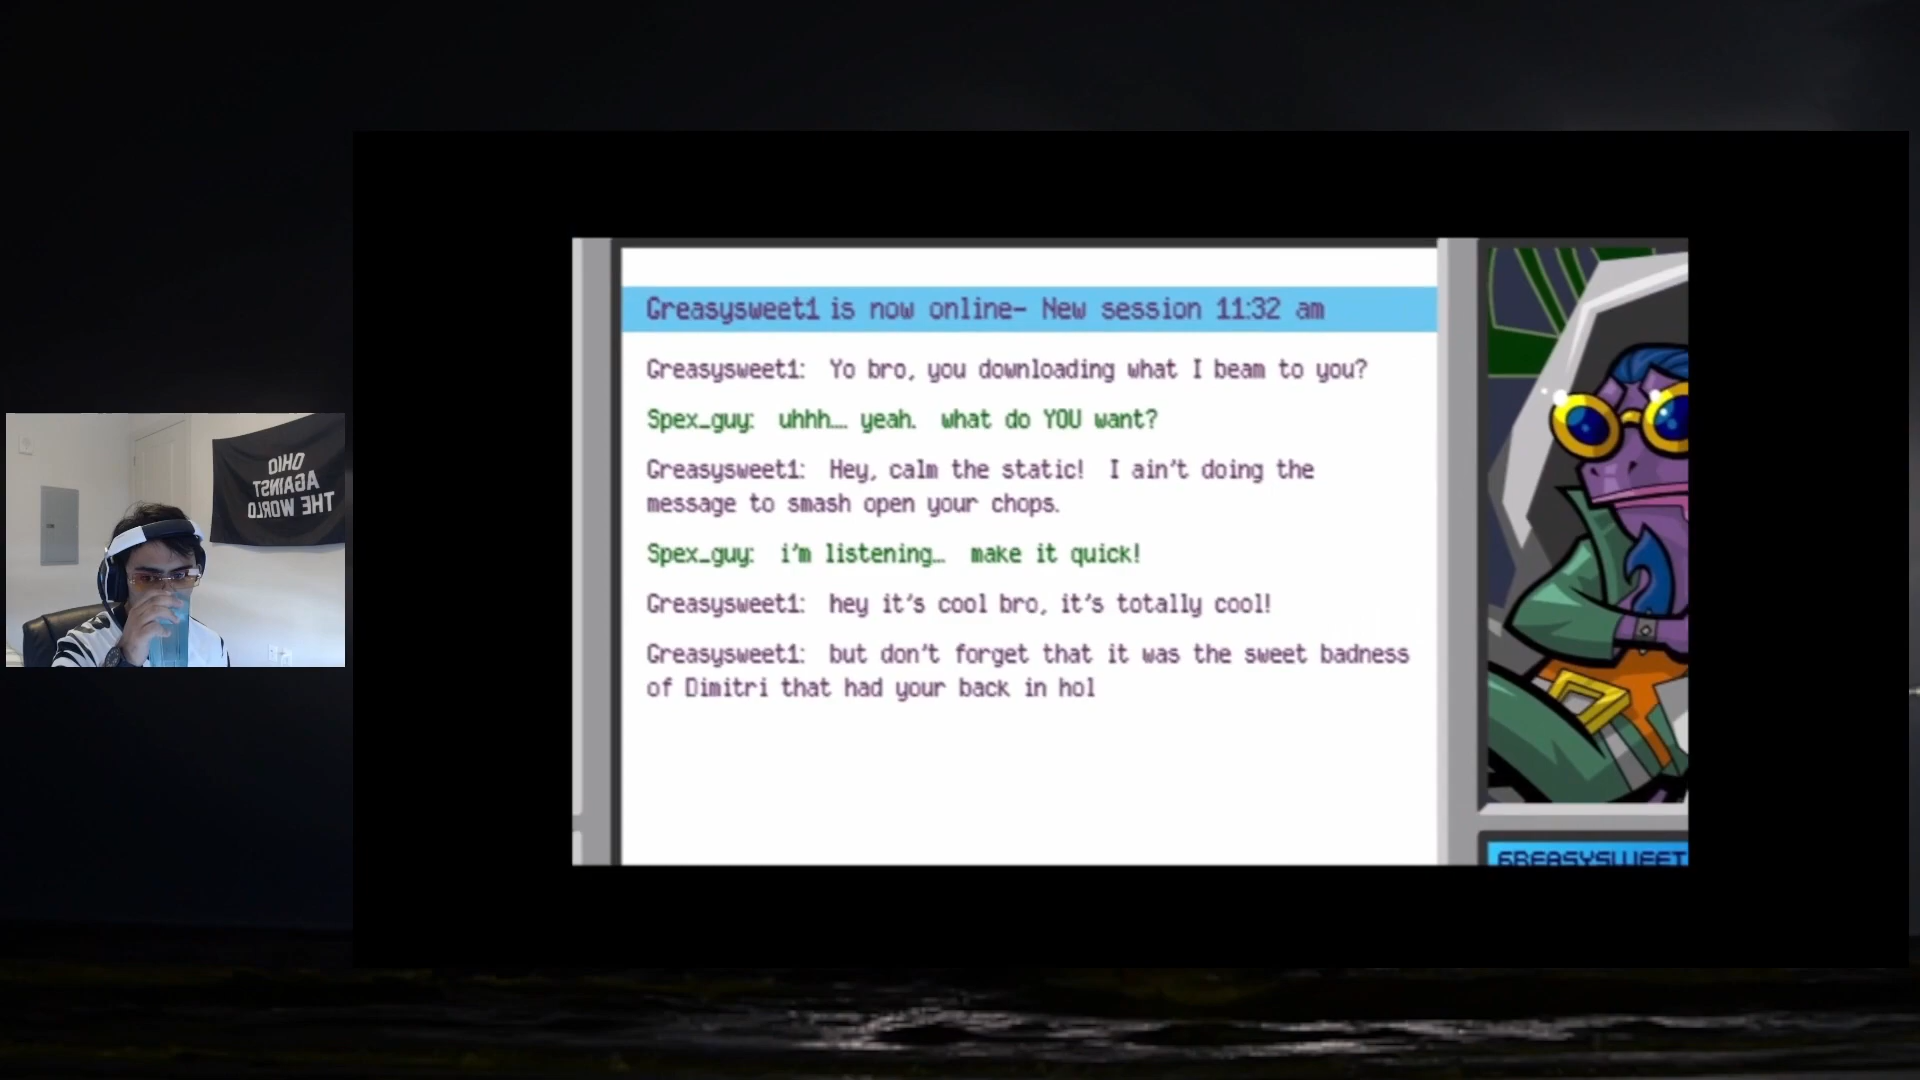 Greasysweet1 is now online- New session 11:32 am
Greasysweet1: Yo bro, you downloading what I beam to you?
Spex_guy: uhhh... yeah. what do YOU want?
Greasysweet1: Hey, calm the static! I ain't doing the
message to smash open your chops.
Spex_guy: i'm listening... make it quick!
Greasysweet1: hey it's cool bro, it's totally cool!
Greasysweet1: but don't forget that it was the sweet badness
of Dimitri that had your back in hol
GREASYSWEET
OHIO
AGAINST
THE WORLD